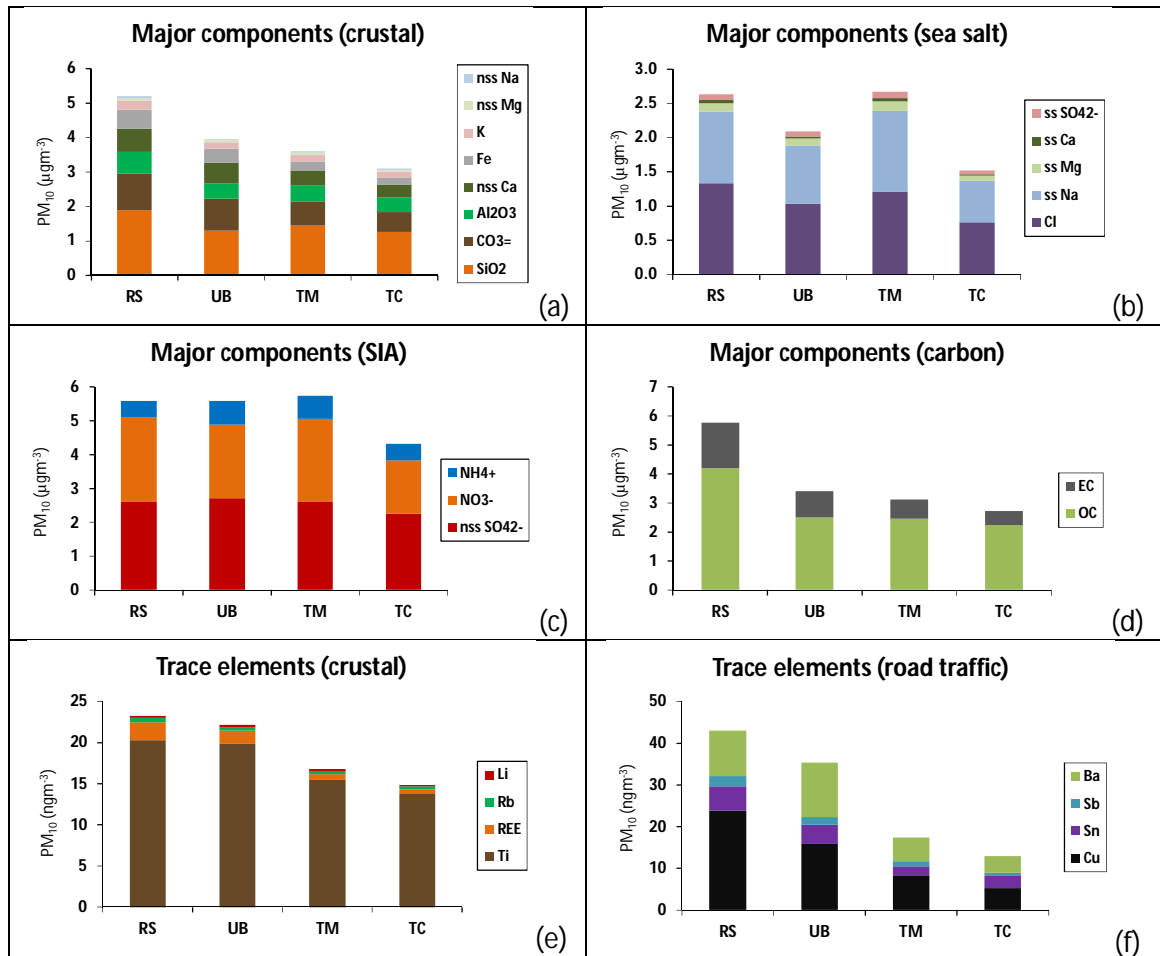 Major components (crustal)
PM10 (µgm-3)
6
5
4
3
2
1
0
RS UB TM TC
nss Na
nss Mg
K
Fe
nss Ca
Al2O3
CO3=
SiO2
(a)
Major components (sea salt)
PM10 (µgm-3)
3.0
2.5
2.0
1.5
1.0
0.5
0.0
RS UB TM TC
ss SO42-
ss Ca
ss Mg
ss Na
Cl
(b)
Major components (SIA)
PM10 (µgm-3)
6
5
4
3
2
1
0
RS UB TM TC
NH4+
NO3-
nss SO42-
(c)
Major components (carbon)
PM10 (µgm-3)
7
6
5
4
3
2
1
0
RS UB TM TC
EC
OC
(d)
Trace elements (crustal)
PM10 (ngm-3)
25
20
15
10
5
0
RS UB TM TC
Li
Rb
REE
Ti
(e)
Trace elements (road traffic)
PM10 (ngm-3)
50
40
30
20
10
0
RS UB TM TC
Ba
Sb
Sn
Cu
(f)